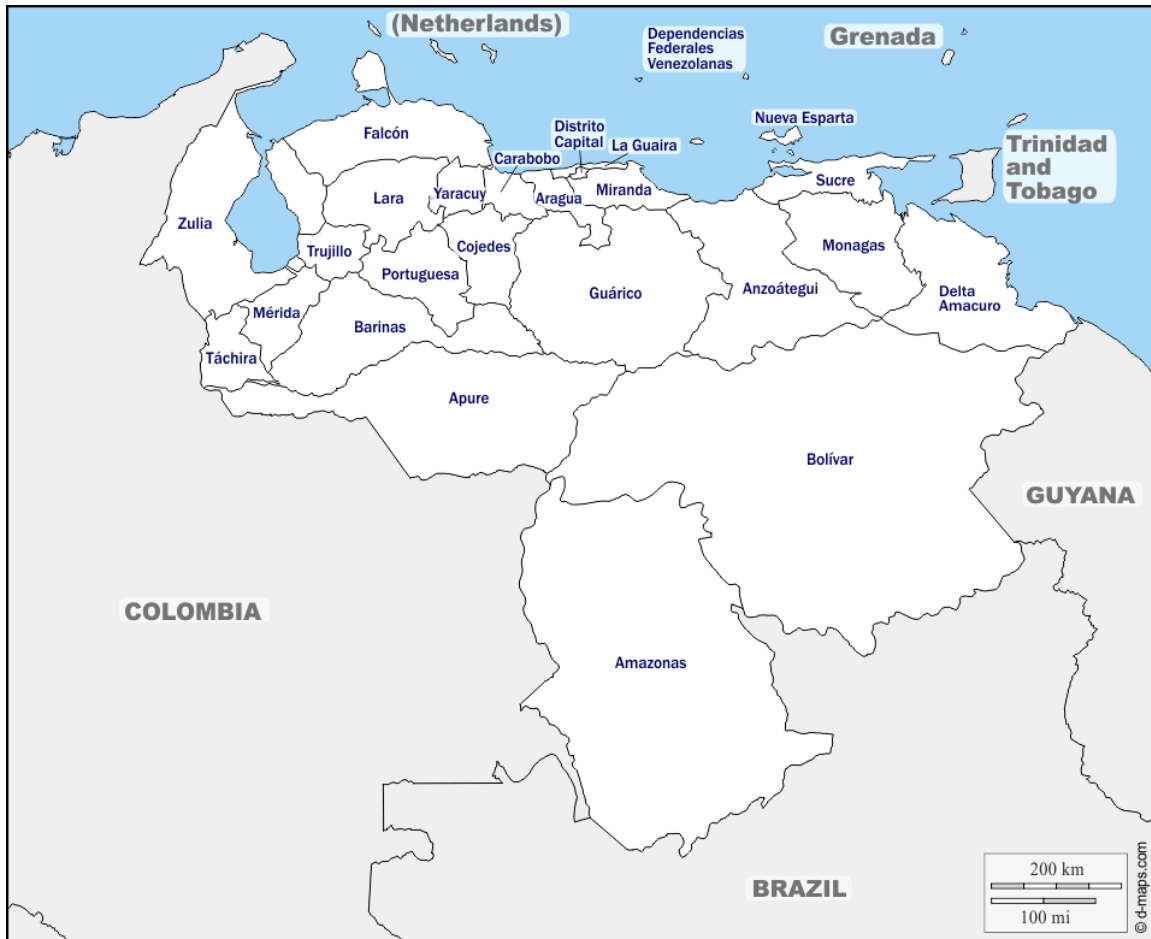 (Netherlands)
Dependencias
Federales
Venezolanas
Grenada
Nueva Esparta
Trinidad
and
Tobago
Falcón
Distrito
Capital
La Guaira
Carabobo
Lara
Yaracuy
Aragua
Miranda
Sucre
Zulia
Trujillo
Cojedes
Portuguesa
Monagas
Guárico
Anzoátegui
Delta
Amacuro
Mérida
Barinas
Táchira
Apure
Bolívar
GUYANA
COLOMBIA
Amazonas
BRAZIL
200 km
100 mi
© d-maps.com